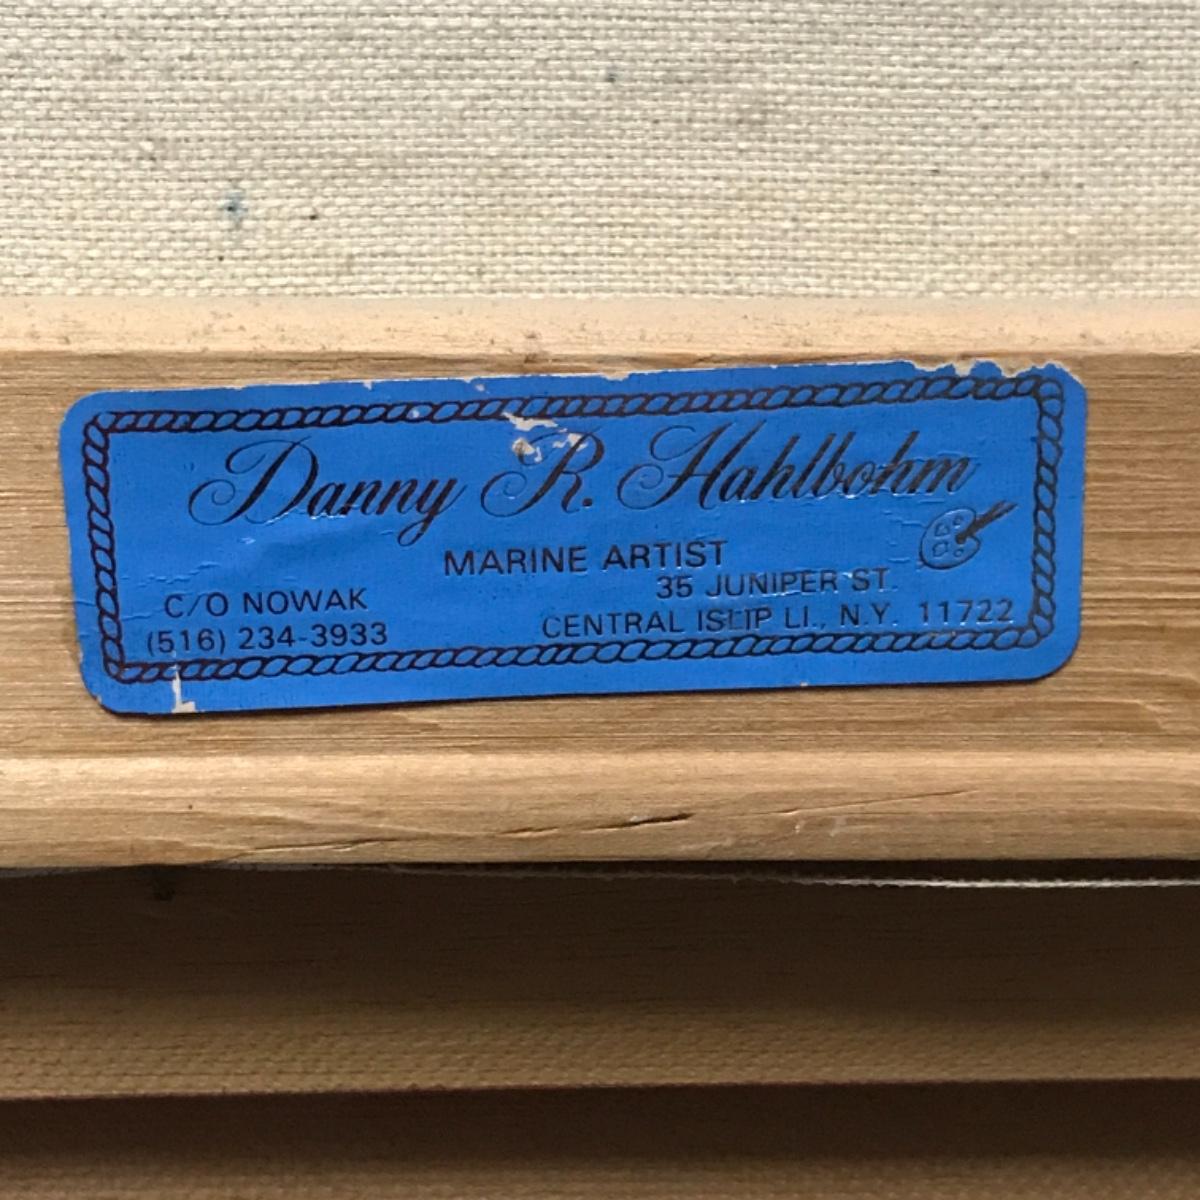 Danny R. Hahlbohm
MARINE ARTIST
C/O NOWAK
(516) 234-3933
35 JUNIPER ST.
CENTRAL ISLIP LI., N.Y. 11722